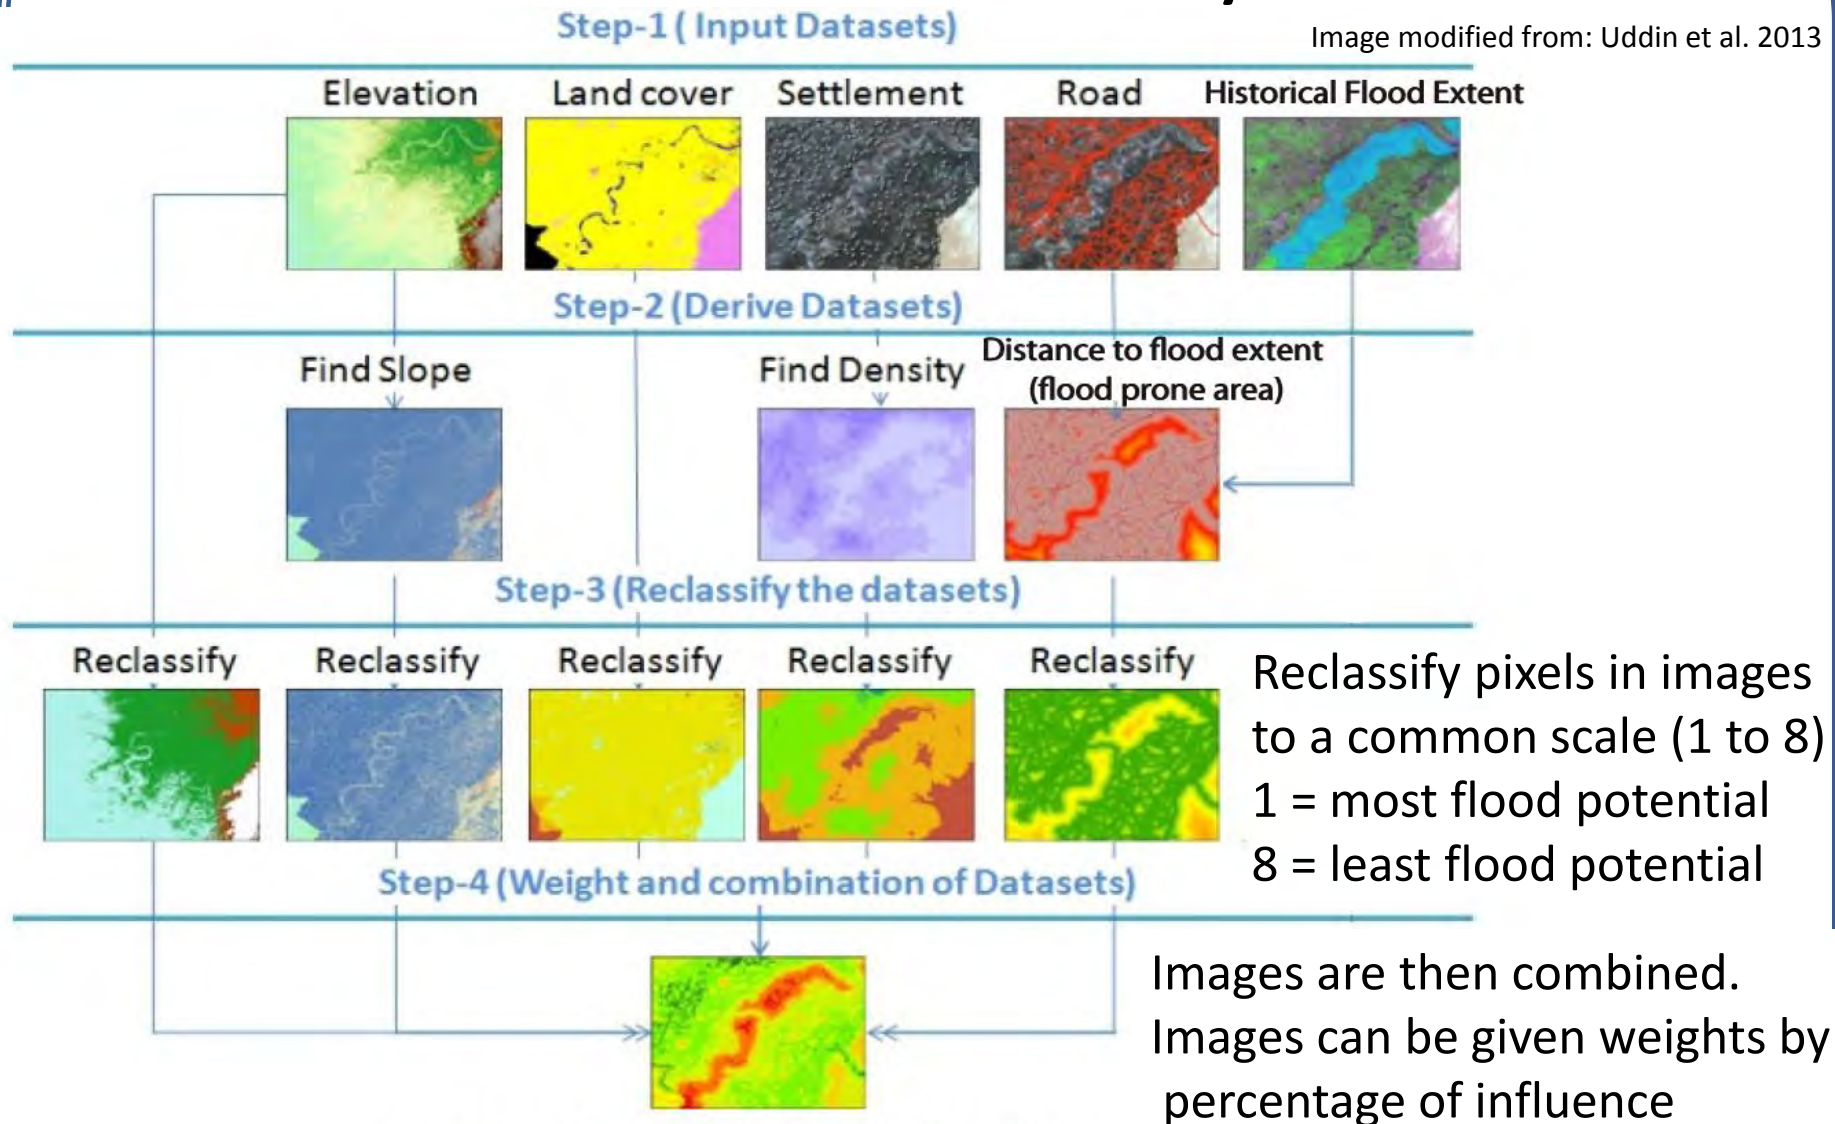 Step-1 ( Input Datasets)
Image modified from: Uddin et al. 2013
Elevation
Land cover
Settlement
Road
Historical Flood Extent
Step-2 (Derive Datasets)
Find Slope
Find Density
Distance to flood extent
(flood prone area)
Step-3 (Reclassify the datasets)
Reclassify
Reclassify
Reclassify
Reclassify
Reclassify
Reclassify pixels in images
to a common scale (1 to 8)
1 = most flood potential
8 = least flood potential
Step-4 (Weight and combination of Datasets)
Images are then combined.
Images can be given weights by
percentage of influence